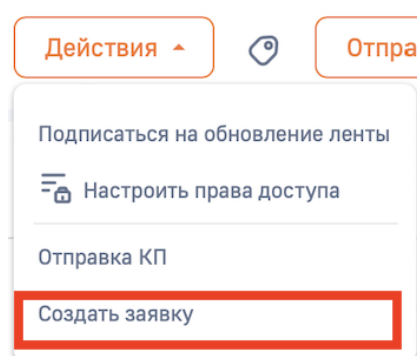 Действия
Отпра
Подписаться на обновление ленты
Настроить права доступа
Отправка КП
Создать заявку